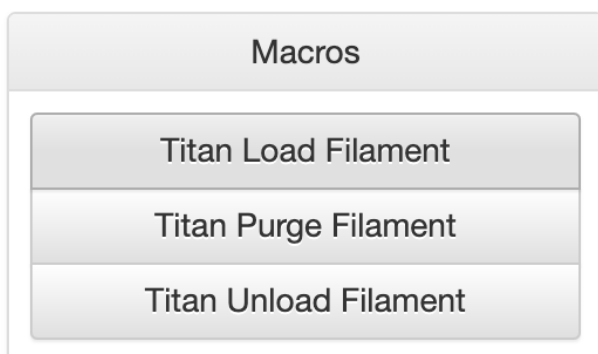 Macros
Titan Load Filament
Titan Purge Filament
Titan Unload Filament